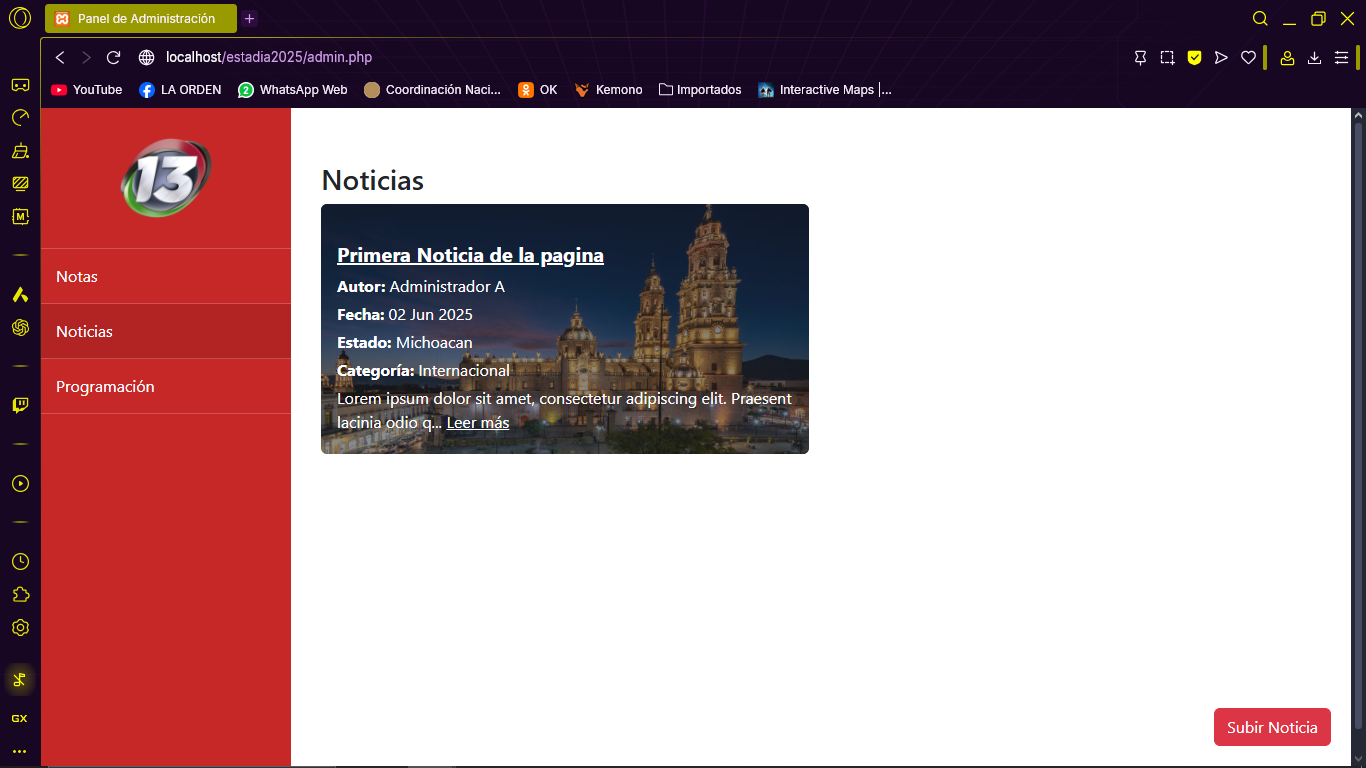 Panel de Administración
localhost/estadia2025/admin.php
YouTube
LA ORDEN
2
WhatsApp Web
Coordinación Naci...
OK
Kemono
Importados
Interactive Maps |...
M
GX
13
Notas
Noticias
Programación
Noticias
Primera Noticia de la pagina
Autor: Administrador A
Fecha: 02 Jun 2025
Estado: Michoacan
Categoría: Internacional
Lorem ipsum dolor sit amet, consectetur adipiscing elit. Praesent
lacinia odio q... Leer más
Subir Noticia